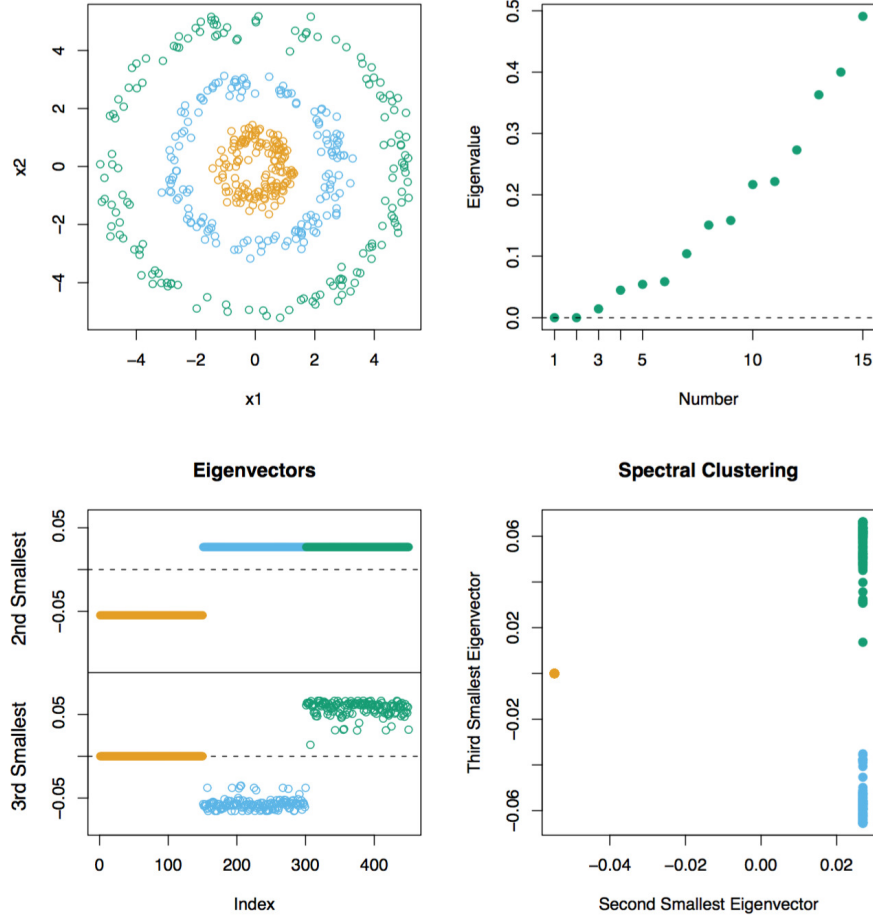 4
2
0
−2
−4
x2
−4 −2 0 2 4
x1
0.5
0.4
0.3
0.2
0.1
0.0
Eigenvalue
1 3 5 10 15
Number
Eigenvectors
0.05
−0.05
2nd Smallest
0.05
−0.05
3rd Smallest
0 100 200 300 400
Index
Spectral Clustering
0.06
0.02
−0.02
−0.06
Third Smallest Eigenvector
−0.04 −0.02 0.00 0.02
Second Smallest Eigenvector